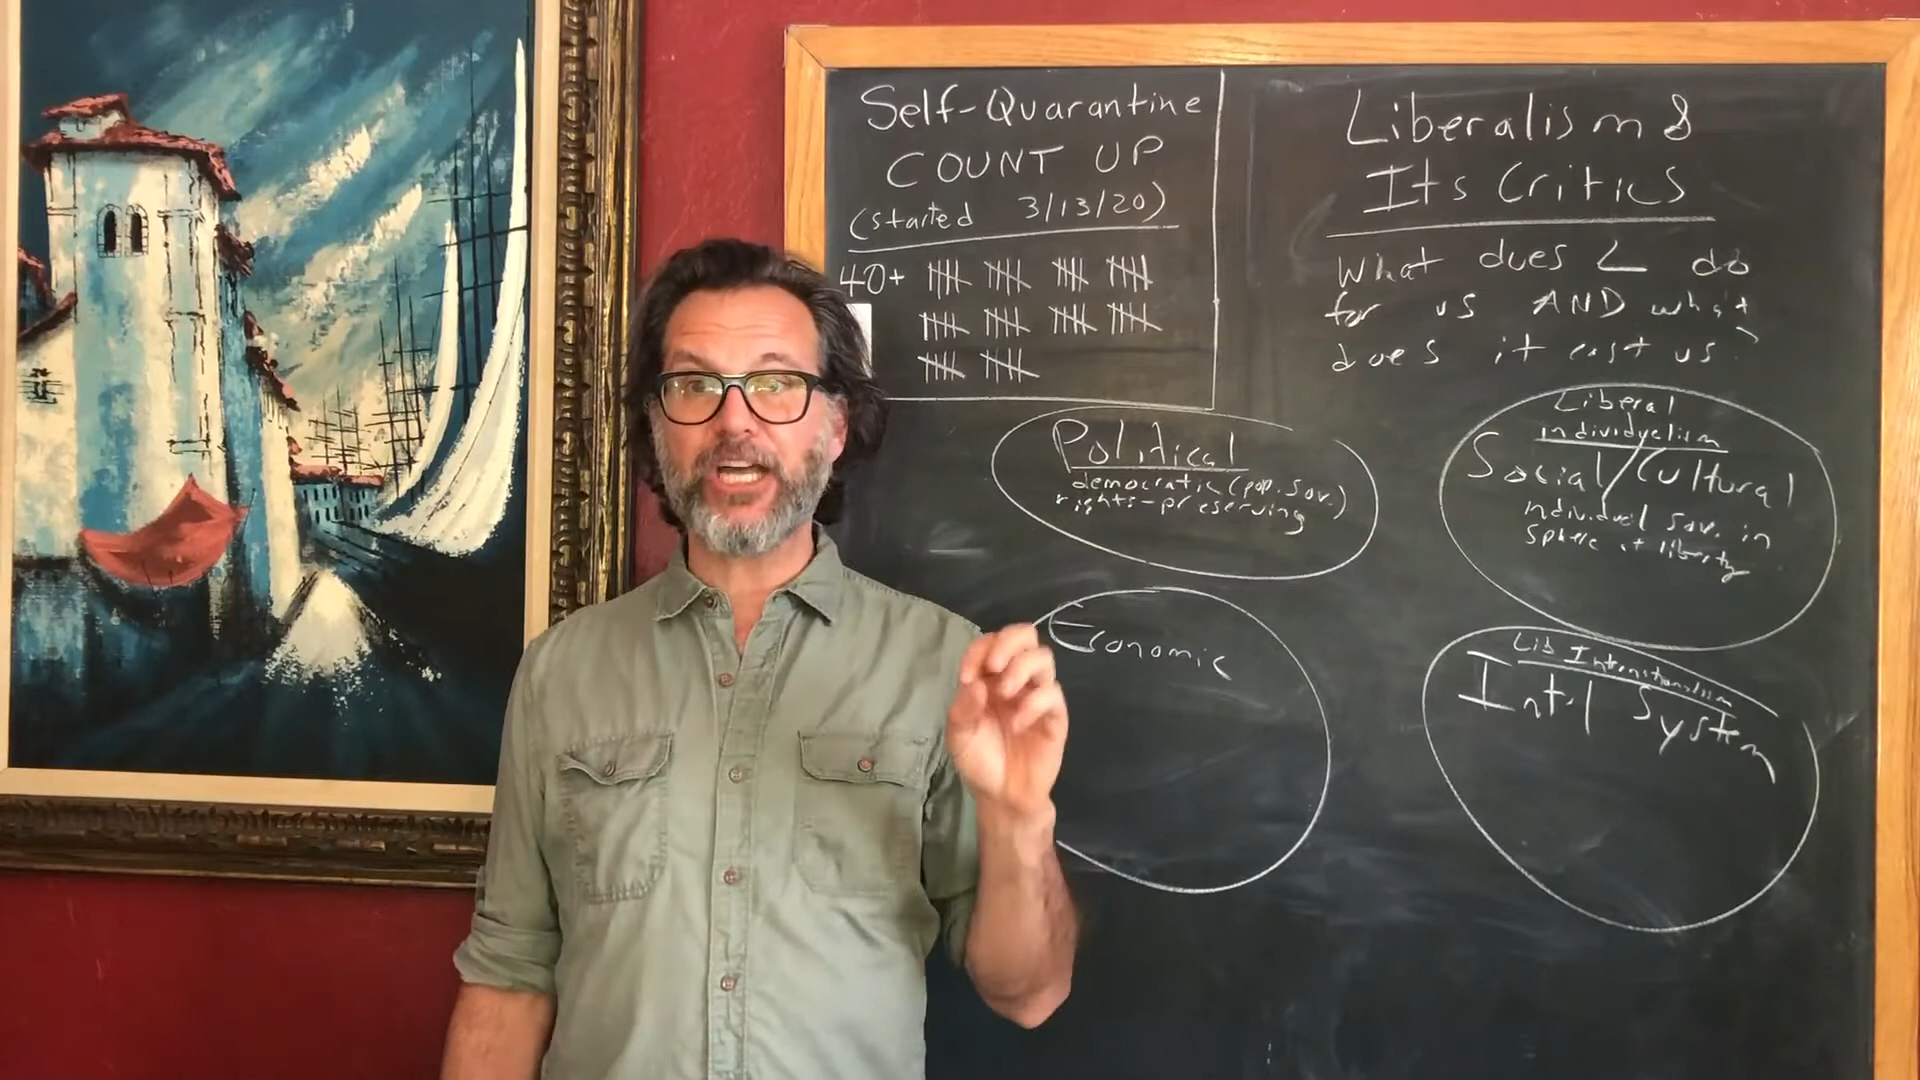 Self-Quarantine
COUNT UP
(started 3/13/20)
40+
Liberalism &
Its Critics
What does L do
for us AND what
does it cost us?
Political
democratic (pop. sov.)
rights-preserving
Liberal
individualism
Social/Cultural
individual sov. in
sphere of liberty
Economic
Lib Internationalism
Int'l System